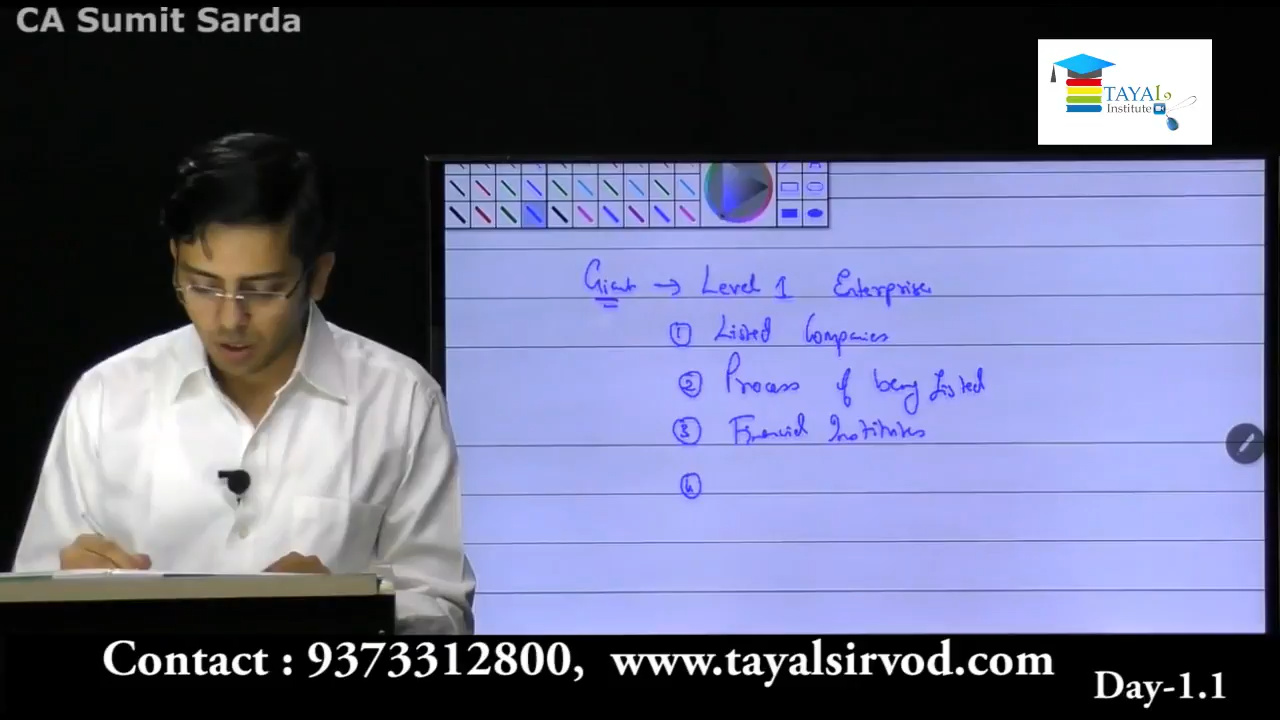 CA Sumit Sarda
TAYAL's
Institute
Giant → Level 1 Enterprise
① Listed Companies
② Process of being Listed
③ Financial Institutes
④
Contact : 9373312800, www.tayalsirvod.com
Day-1.1